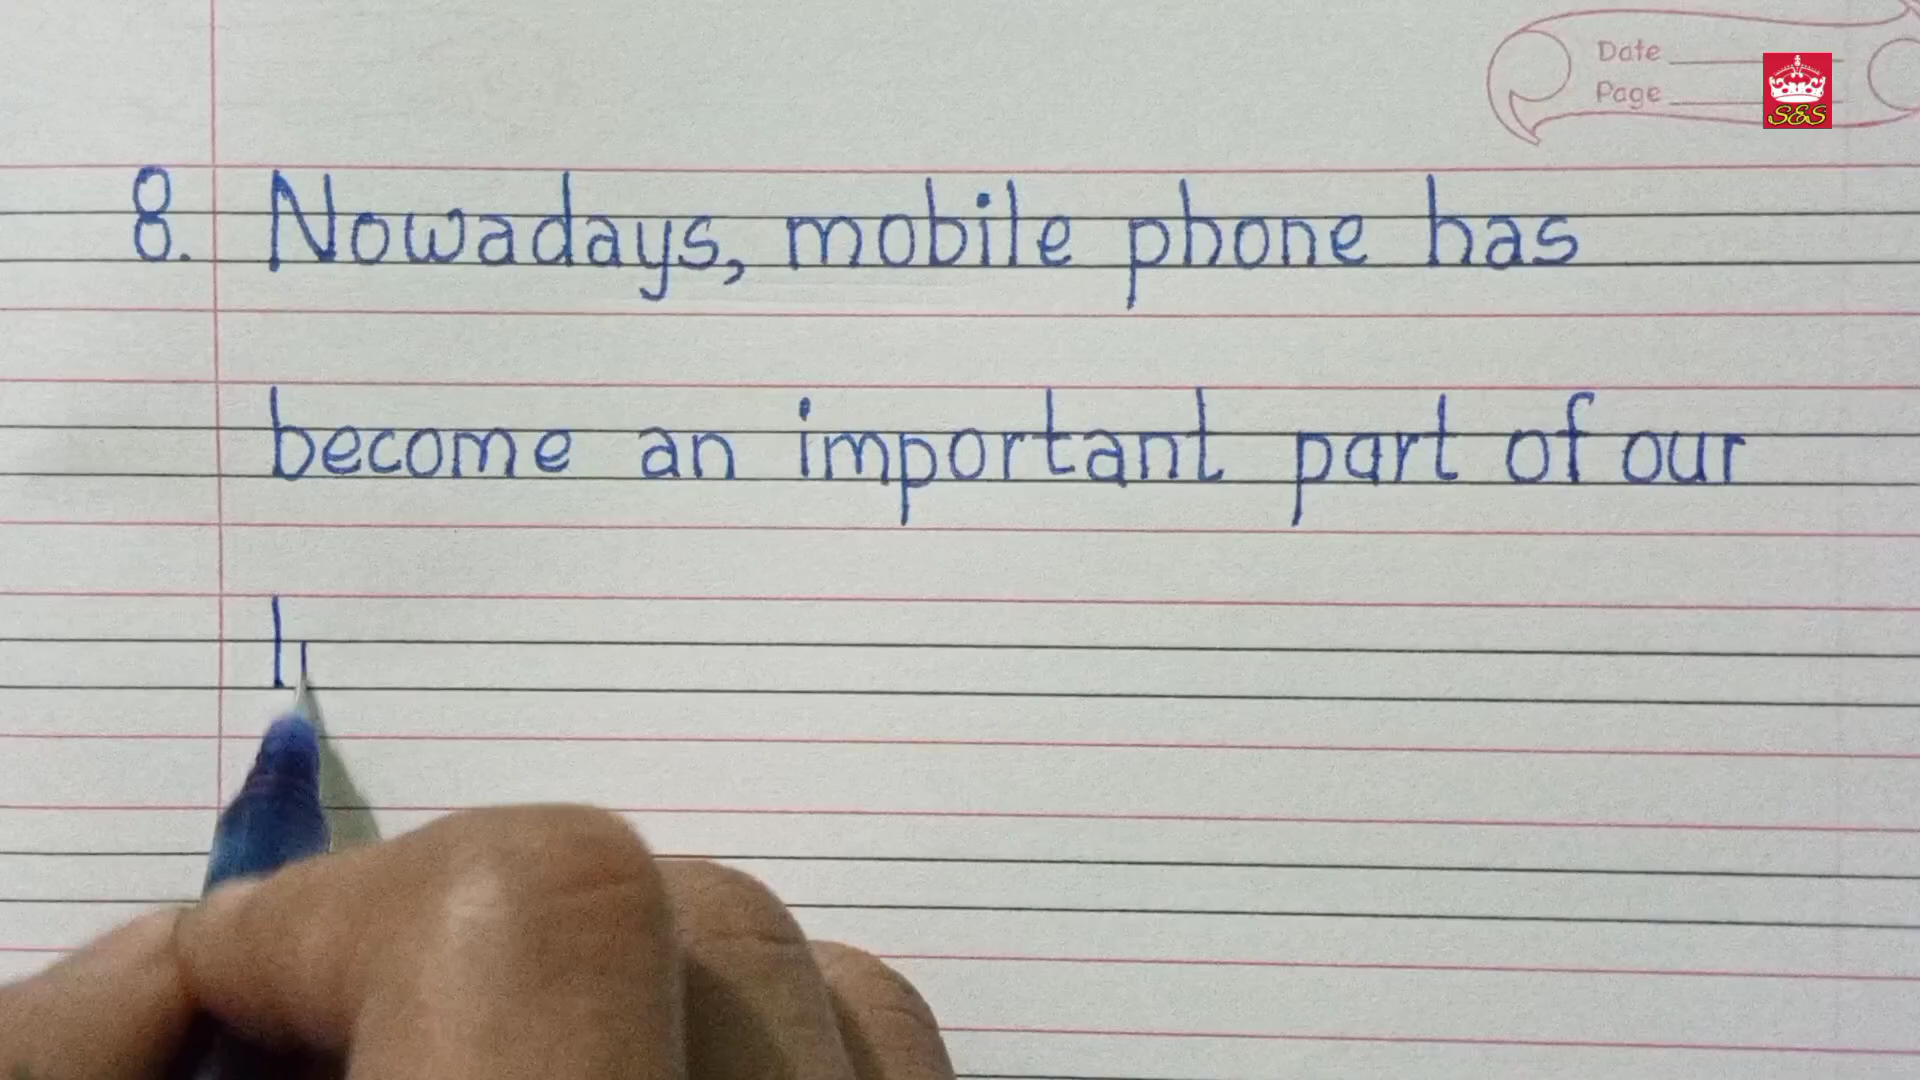 Date
Page
S&S
8. Nowadays, mobile phone has
become an important part of our